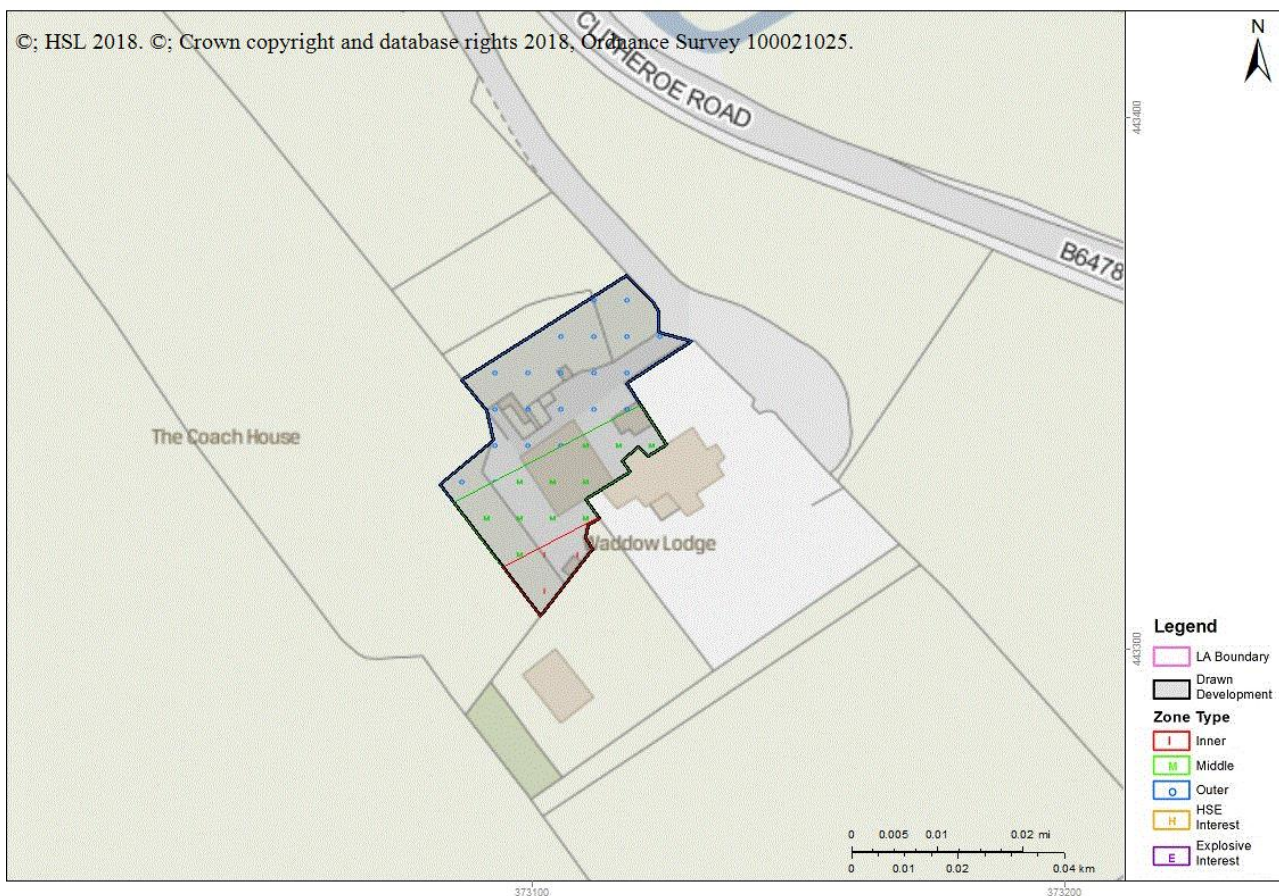 ©; HSL 2018. ©; Crown copyright and database rights 2018, Ordnance Survey 100021025.
N
CLITHEROE ROAD
B6478
443400
The Coach House
Waddow Lodge
443300
Legend
LA Boundary
Drawn
Development
Zone Type
I Inner
M Middle
O Outer
H HSE
Interest
E Explosive
Interest
0 0.005 0.01 0.02 mi
0 0.01 0.02 0.04 km
373100
373200